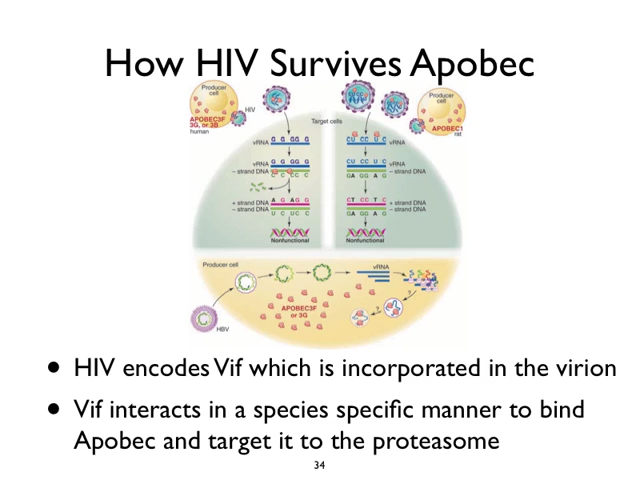 How HIV Survives Apobec
Producer
cell
HIV
APOBEC3F
3G, or 3G
human
Producer
cell
APOBEC1
rat
Target cells
G G GG G
vRNA
CU CC U C
vRNA
G G GG G
vRNA
– strand DNA
C C CC C
CU CC U C
vRNA
– strand DNA
GA GG A G
A G AG G
+ strand DNA
– strand DNA
U C UC C
CT CC T C
+ strand DNA
– strand DNA
GA GG A G
Nonfunctional
Nonfunctional
Producer cell
vRNA
APOBEC3F
or 3G
HBV
?
?
• HIV encodes Vif which is incorporated in the virion
• Vif interacts in a species specific manner to bind
Apobec and target it to the proteasome
34